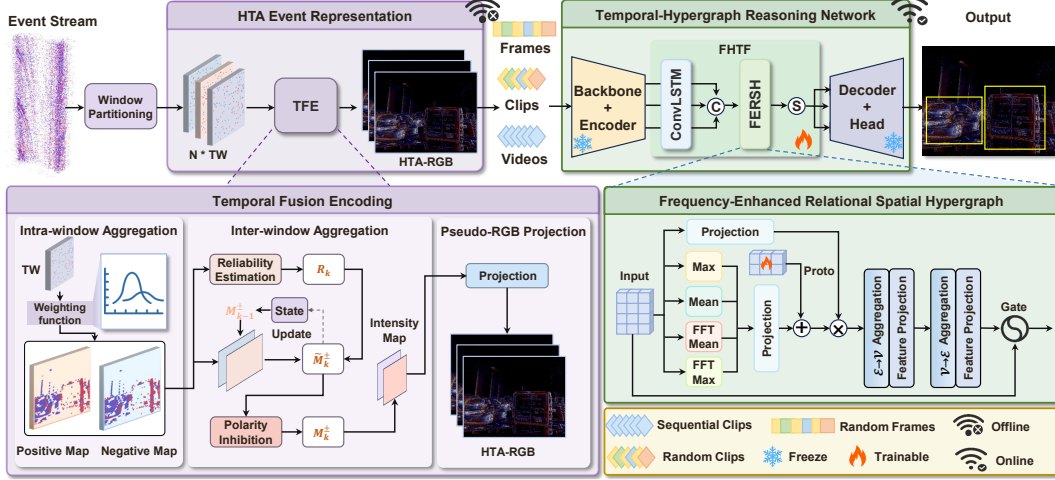 Event Stream
HTA Event Representation
Window
Partitioning
N * TW
TFE
HTA-RGB
Frames
Clips
Videos
Temporal-Hypergraph Reasoning Network
Output
FHTF
Backbone
+
Encoder
ConvLSTM
C
FERSH
S
Decoder
+
Head
Temporal Fusion Encoding
Intra-window Aggregation
TW
Weighting
function
Positive Map
Negative Map
Inter-window Aggregation
Reliability
Estimation
R_k
M^±_{k-1}
State
Update
M̃^±_k
Polarity
Inhibition
M^±_k
Intensity
Map
Pseudo-RGB Projection
Projection
HTA-RGB
Frequency-Enhanced Relational Spatial Hypergraph
Input
Projection
Max
Mean
FFT
Mean
FFT
Max
Projection
Proto
ℰ→𝒱 Aggregation
Feature Projection
𝒱→ℰ Aggregation
Feature Projection
Gate
Sequential Clips
Random Frames
Offline
Random Clips
Freeze
Trainable
Online